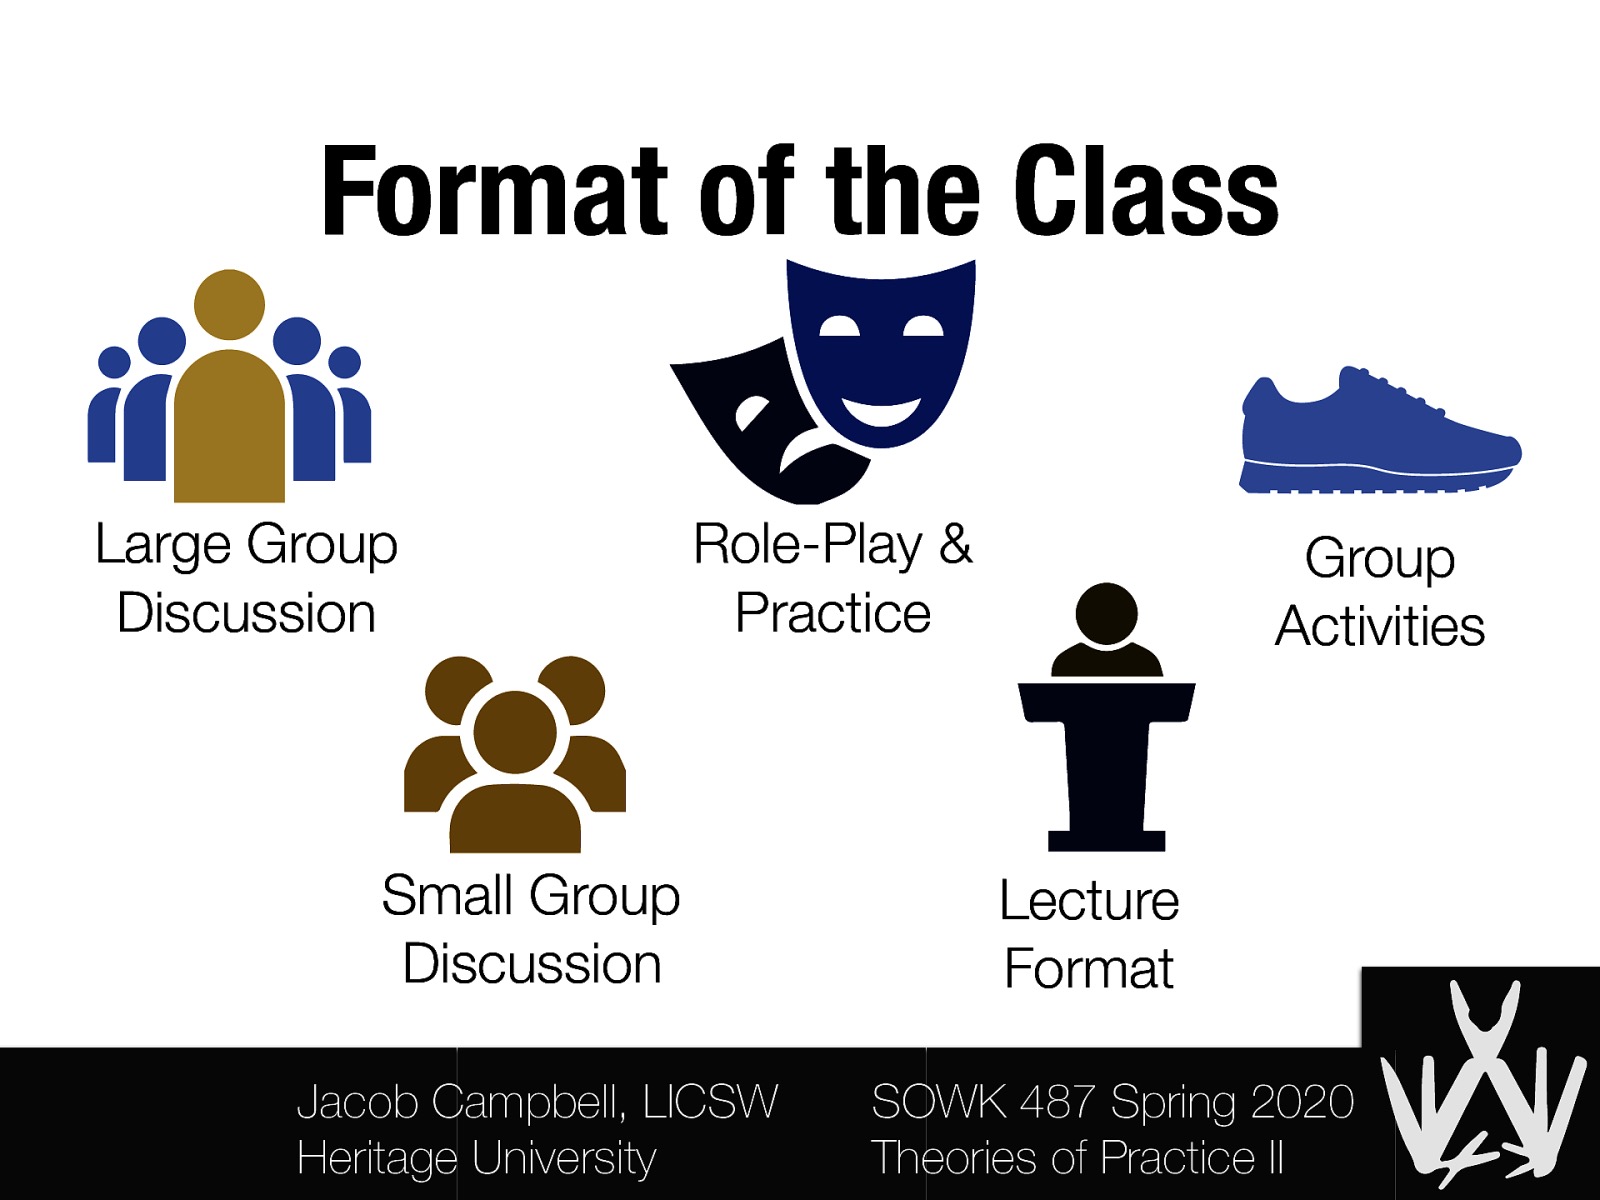 Format of the Class
Large Group
Discussion
Role-Play &
Practice
Group
Activities
Small Group
Discussion
Lecture
Format
Jacob Campbell, LICSW
Heritage University
SOWK 487 Spring 2020
Theories of Practice II